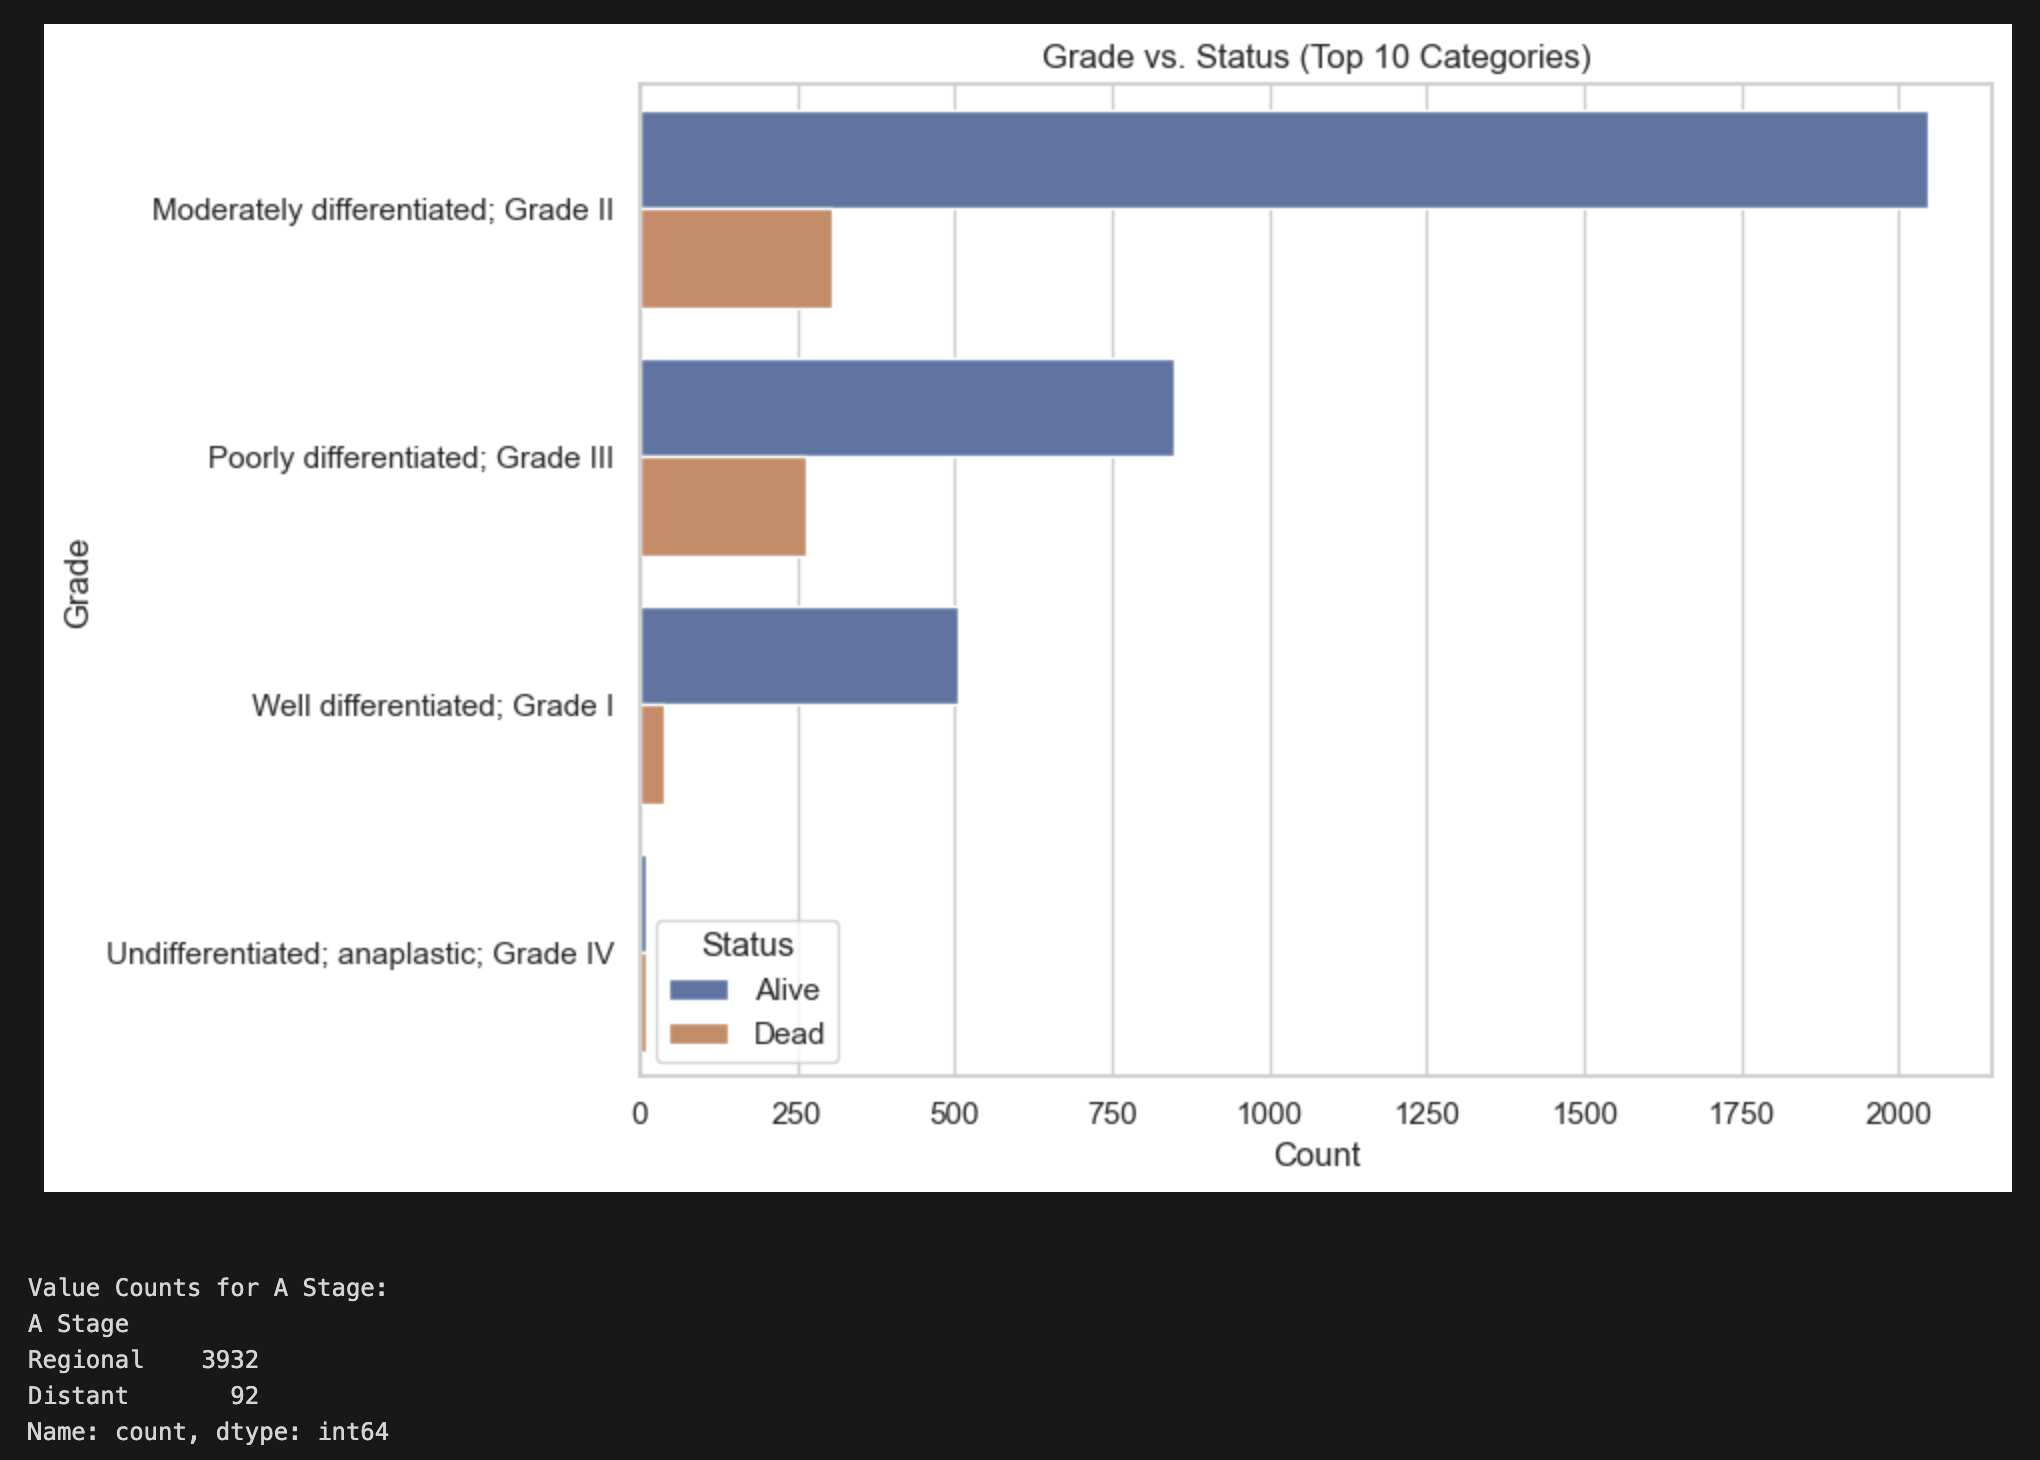 Grade vs. Status (Top 10 Categories)
Moderately differentiated; Grade II
Poorly differentiated; Grade III
Grade
Well differentiated; Grade I
Undifferentiated; anaplastic; Grade IV
Status
Alive
Dead
0 250 500 750 1000 1250 1500 1750 2000
Count
Value Counts for A Stage:
A Stage
Regional    3932
Distant       92
Name: count, dtype: int64